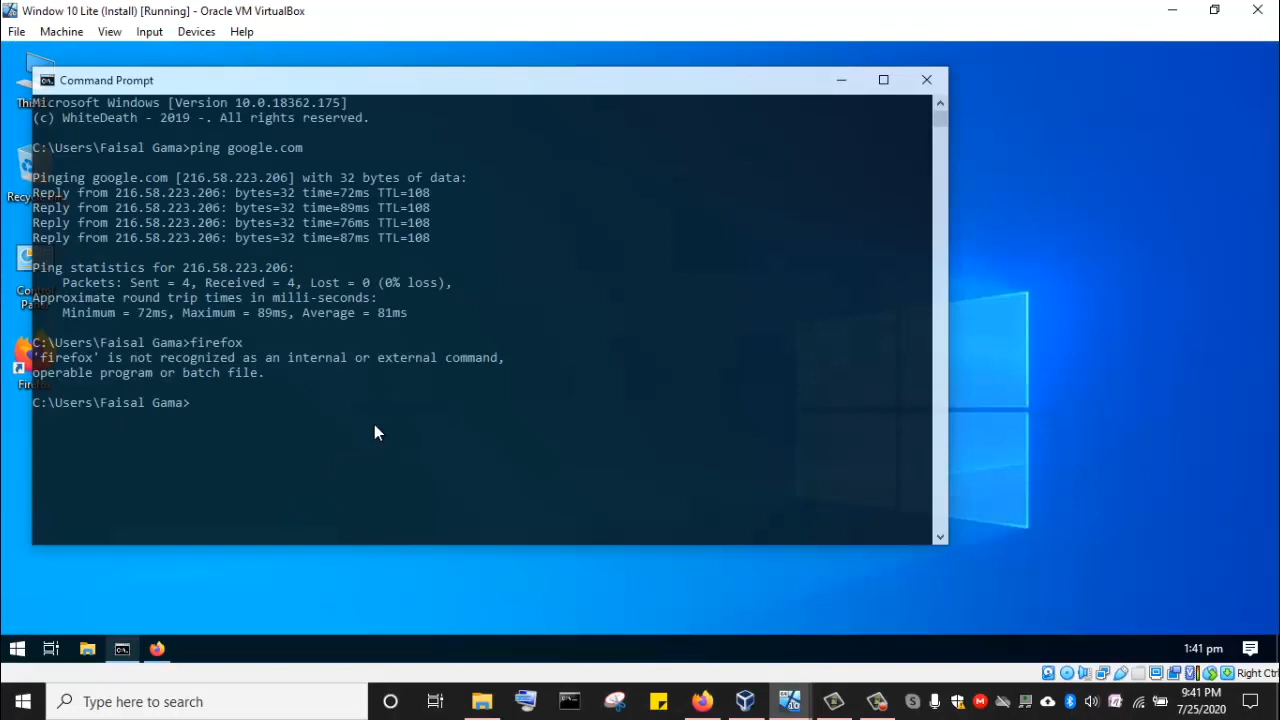 Window 10 Lite (Install) [Running] - Oracle VM VirtualBox
File Machine View Input Devices Help
Command Prompt
Microsoft Windows [Version 10.0.18362.175]
(c) WhiteDeath - 2019 -. All rights reserved.
C:\Users\Faisal Gama>ping google.com
Pinging google.com [216.58.223.206] with 32 bytes of data:
Reply from 216.58.223.206: bytes=32 time=72ms TTL=108
Reply from 216.58.223.206: bytes=32 time=89ms TTL=108
Reply from 216.58.223.206: bytes=32 time=76ms TTL=108
Reply from 216.58.223.206: bytes=32 time=87ms TTL=108
Ping statistics for 216.58.223.206:
Packets: Sent = 4, Received = 4, Lost = 0 (0% loss),
Approximate round trip times in milli-seconds:
Minimum = 72ms, Maximum = 89ms, Average = 81ms
C:\Users\Faisal Gama>firefox
'firefox' is not recognized as an internal or external command,
operable program or batch file.
C:\Users\Faisal Gama>
1:41 pm
Right Ctrl
Type here to search
9:41 PM
7/25/2020